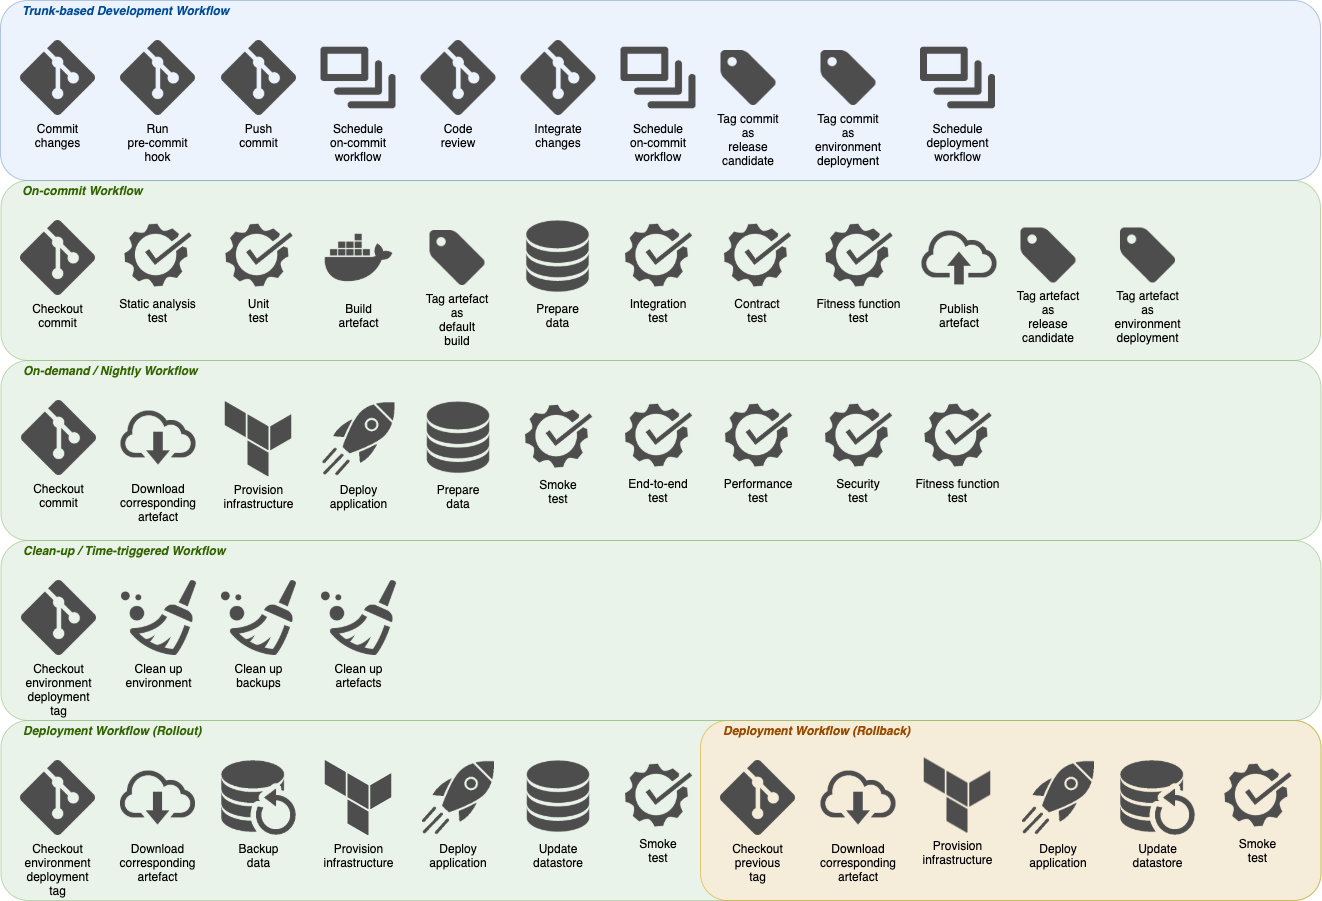 Trunk-based Development Workflow
Commit
changes
Run
pre-commit
hook
Push
commit
Schedule
on-commit
workflow
Code
review
Integrate
changes
Schedule
on-commit
workflow
Tag commit
as
release
candidate
Tag commit
as
environment
deployment
Schedule
deployment
workflow
On-commit Workflow
Checkout
commit
Static analysis
test
Unit
test
Build
artefact
Tag artefact
as
default
build
Prepare
data
Integration
test
Contract
test
Fitness function
test
Publish
artefact
Tag artefact
as
release
candidate
Tag artefact
as
environment
deployment
On-demand / Nightly Workflow
Checkout
commit
Download
corresponding
artefact
Provision
infrastructure
Deploy
application
Prepare
data
Smoke
test
End-to-end
test
Performance
test
Security
test
Fitness function
test
Clean-up / Time-triggered Workflow
Checkout
environment
deployment
tag
Clean up
environment
Clean up
backups
Clean up
artefacts
Deployment Workflow (Rollout)
Checkout
environment
deployment
tag
Download
corresponding
artefact
Backup
data
Provision
infrastructure
Deploy
application
Update
datastore
Smoke
test
Deployment Workflow (Rollback)
Checkout
previous
tag
Download
corresponding
artefact
Provision
infrastructure
Deploy
application
Update
datastore
Smoke
test